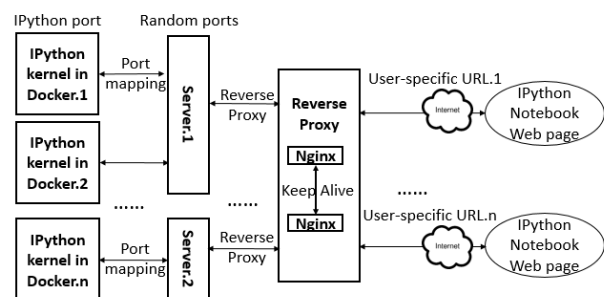 IPython port
Random ports
IPython
kernel in
Docker.1
Port
mapping
Server.1
Reverse
Proxy
Reverse
Proxy
User-specific URL.1
Internet
IPython
Notebook
Web page
IPython
kernel in
Docker.2
Nginx
Keep Alive
Nginx
......
......
......
IPython
kernel in
Docker.n
Port
mapping
Server.2
Reverse
Proxy
User-specific URL.n
Internet
IPython
Notebook
Web page